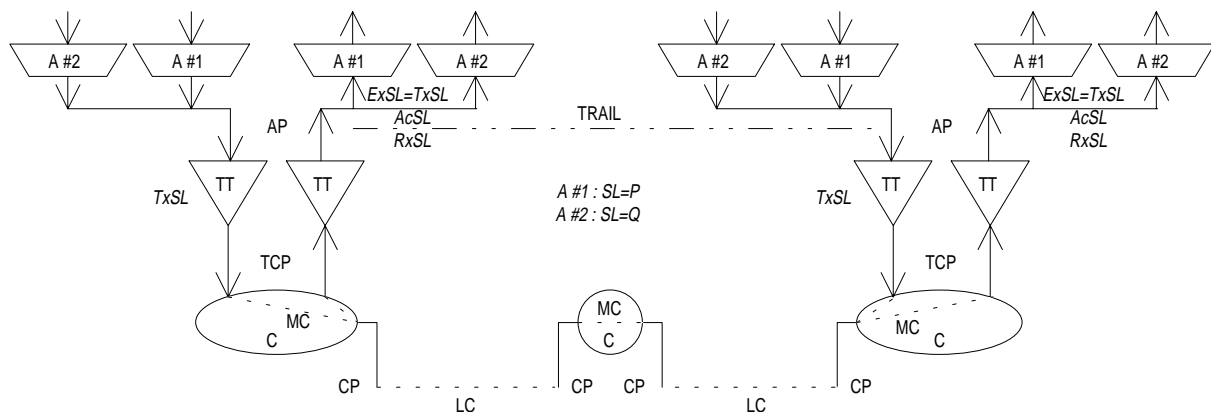 A #2 A #1 A #1 A #2 A #2 A #1 A #1 A #2
ExSL=TxSL ExSL=TxSL
AP AcSL TRAIL AP AcSL
RxSL RxSL
TT TT TT TT
TxSL A #1 : SL=P TxSL
A #2 : SL=Q
TCP TCP
MC MC MC
C C C
CP CP CP CP
LC LC